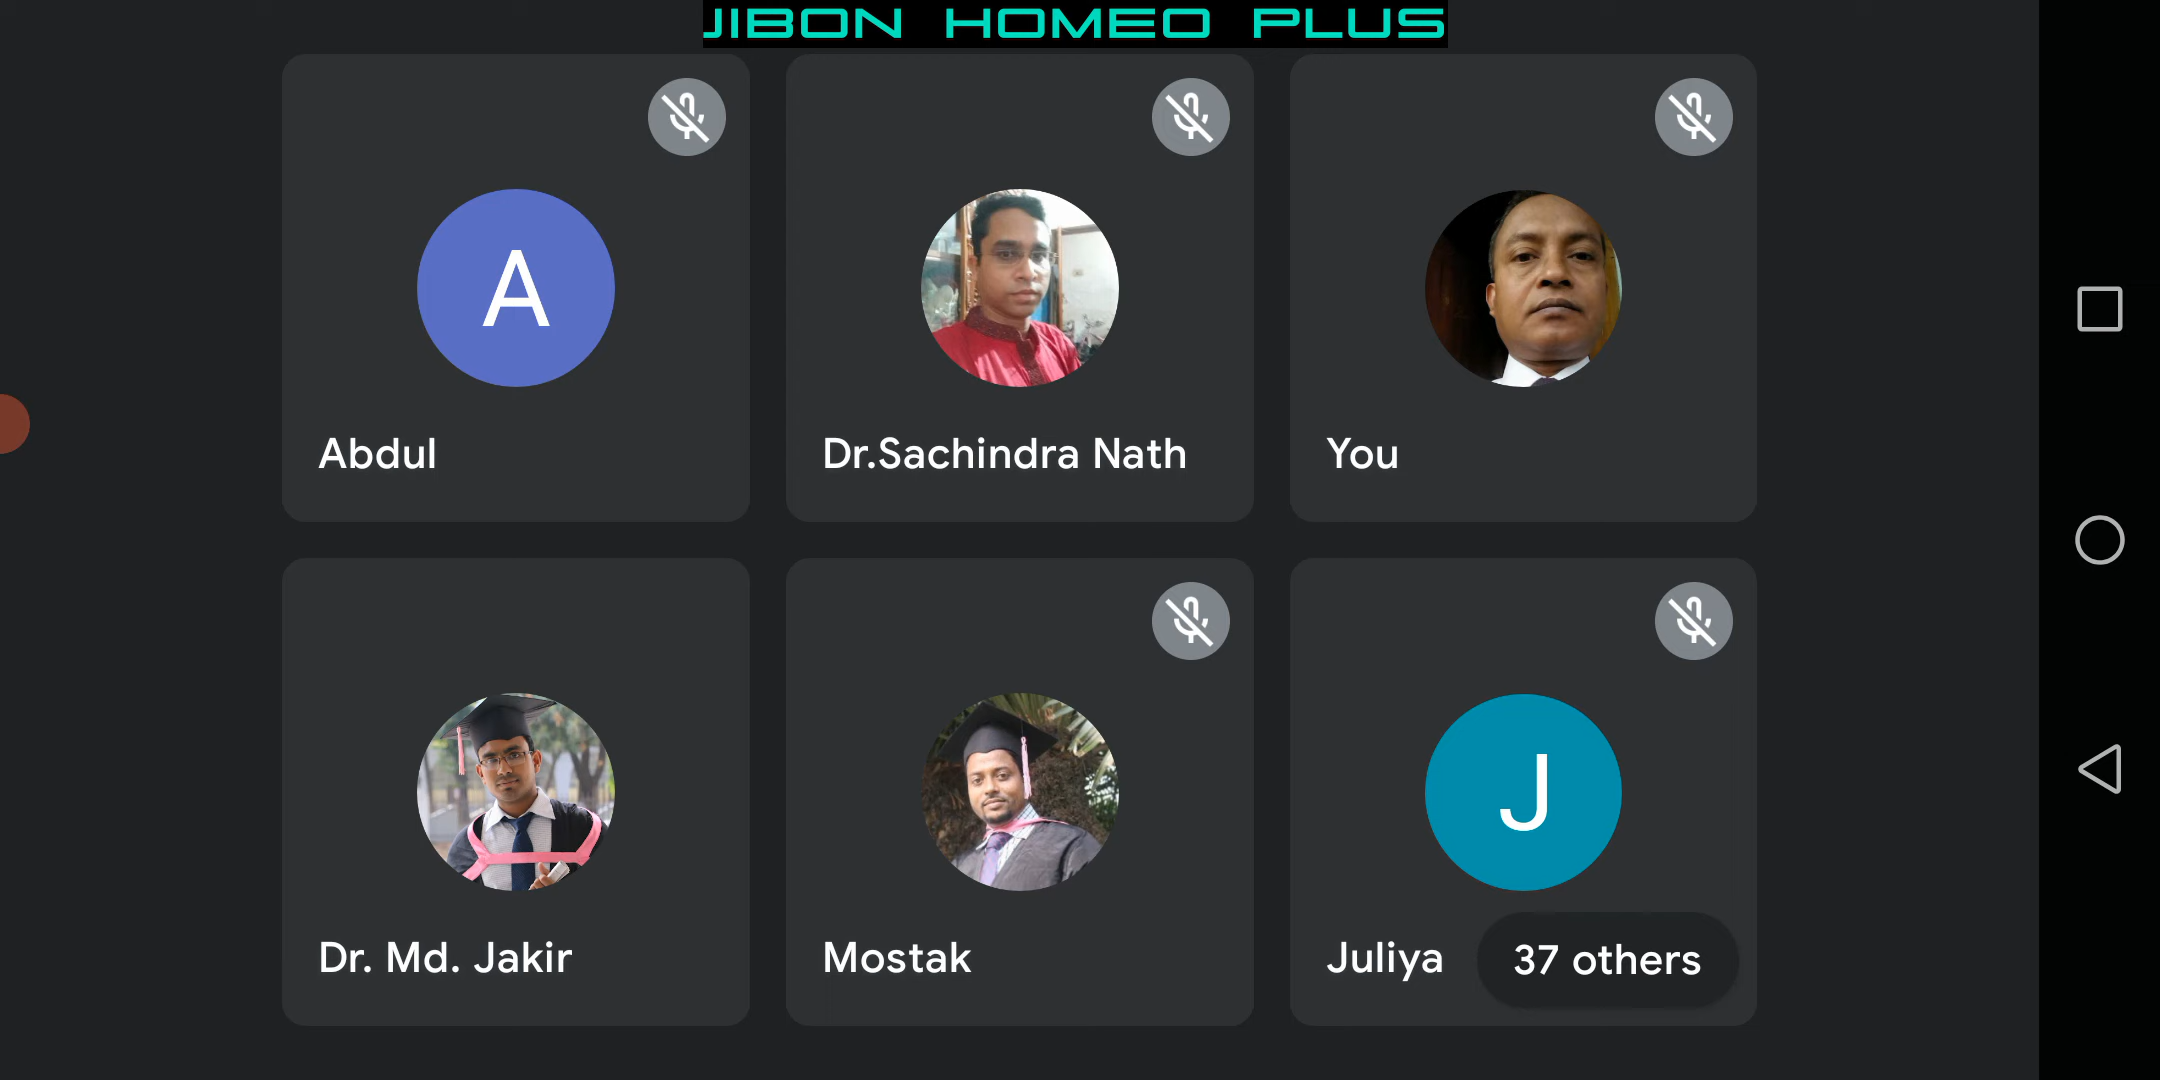 JIBON HOMEO PLUS
A
Abdul
Dr.Sachindra Nath
You
Dr. Md. Jakir
Mostak
J
Juliya
37 others